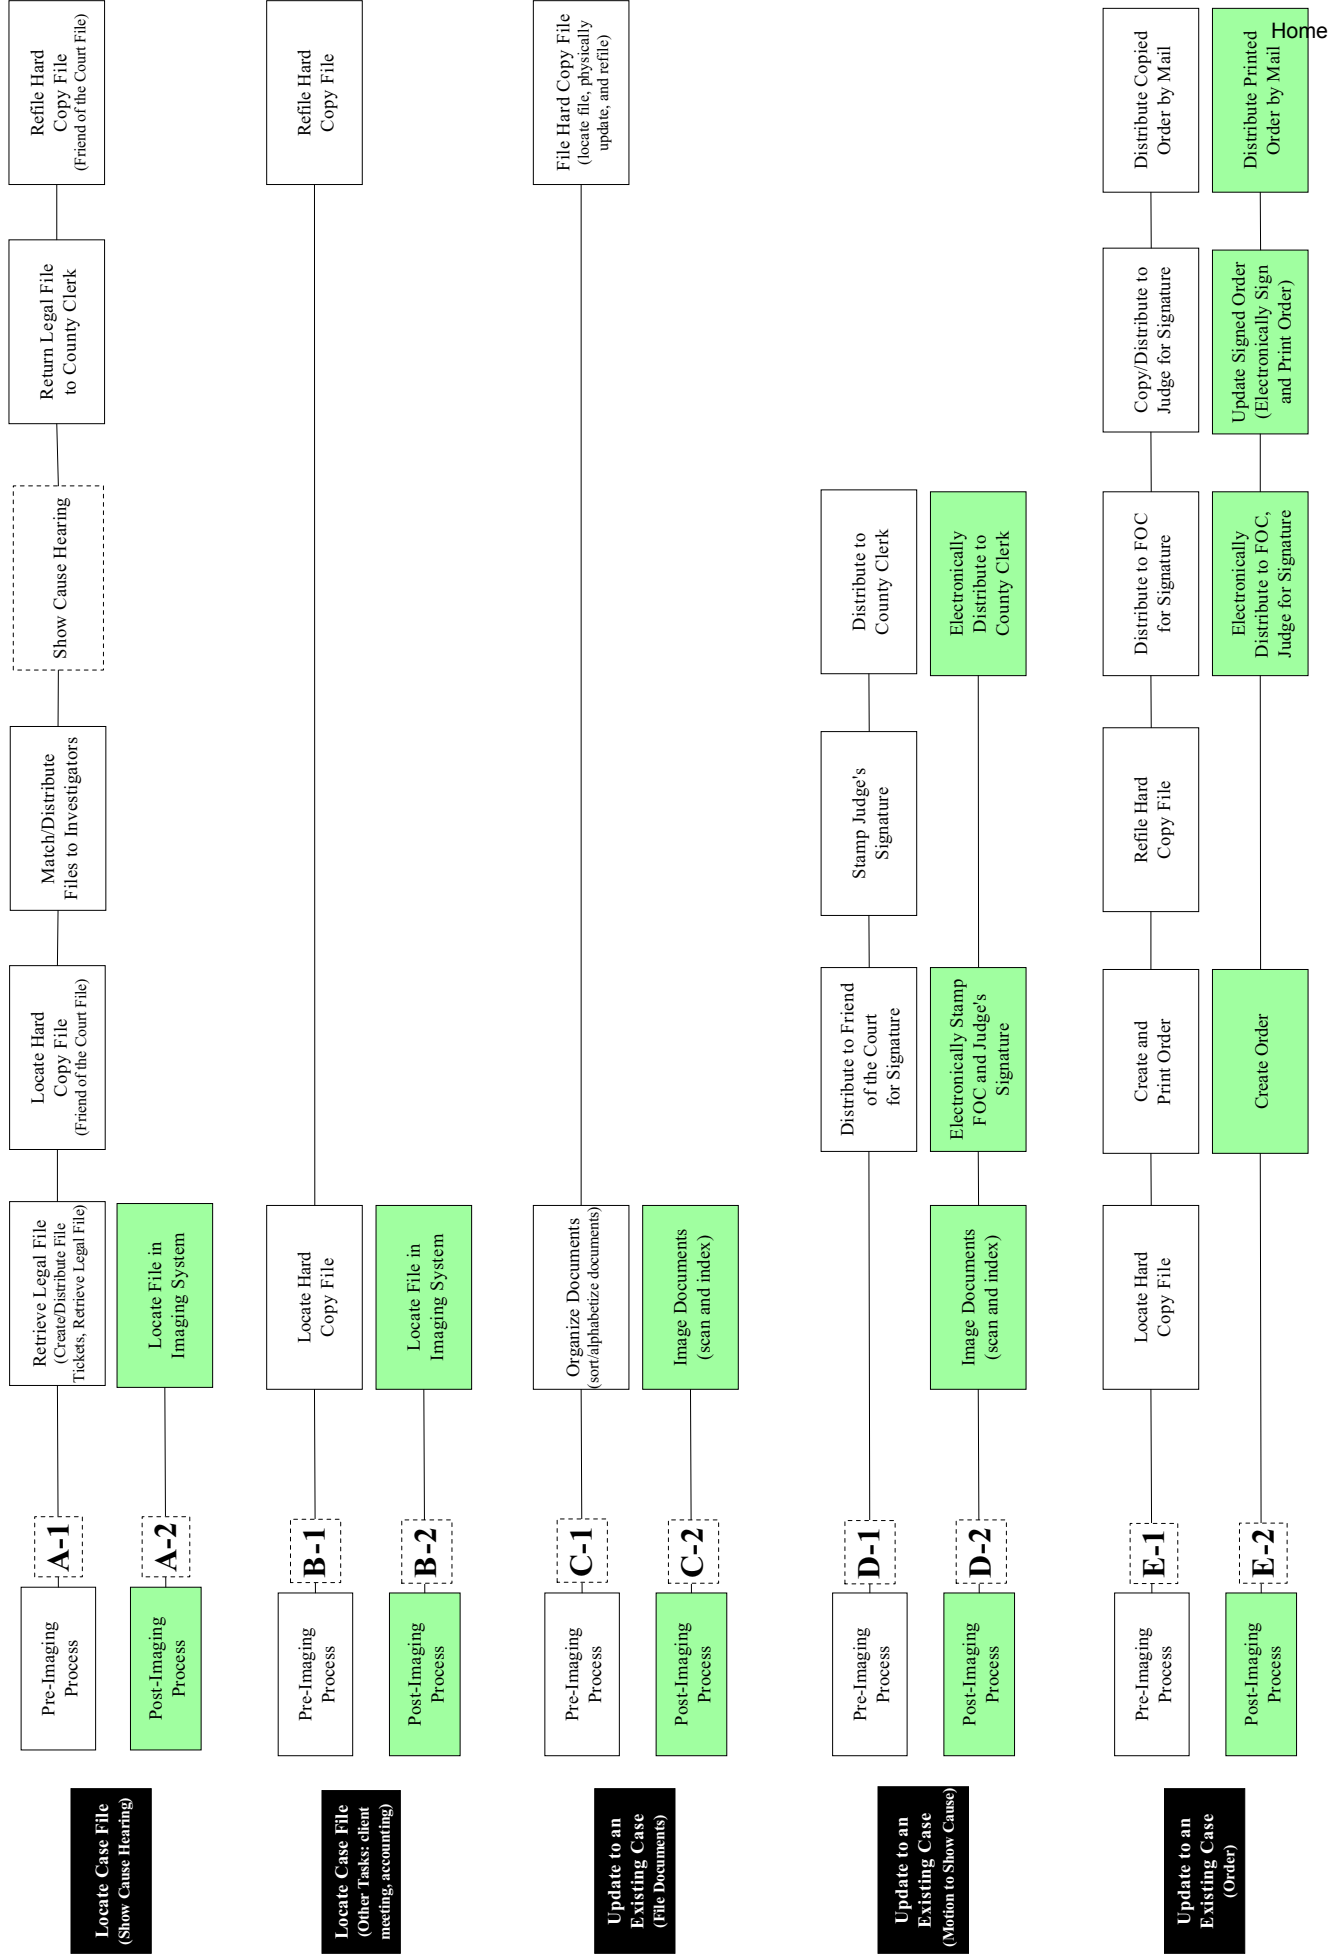 Home
Locate Case File
(Show Cause Hearing)
Pre-Imaging
Process
A-1
Retrieve Legal File
(Create/Distribute File
Tickets, Retrieve Legal File)
Locate Hard
Copy File
(Friend of the Court File)
Match/Distribute
Files to Investigators
Show Cause Hearing
Return Legal File
to County Clerk
Refile Hard
Copy File
(Friend of the Court File)
Post-Imaging
Process
A-2
Locate File in
Imaging System
Locate Case File
(Other Tasks: client
meeting, accounting)
Pre-Imaging
Process
B-1
Locate Hard
Copy File
Refile Hard
Copy File
Post-Imaging
Process
B-2
Locate File in
Imaging System
Update to an
Existing Case
(File Documents)
Pre-Imaging
Process
C-1
Organize Documents
(sort/alphabetize documents)
File Hard Copy File
(locate file, physically
update, and refile)
Post-Imaging
Process
C-2
Image Documents
(scan and index)
Update to an
Existing Case
(Motion to Show Cause)
Pre-Imaging
Process
D-1
Distribute to Friend
of the Court
for Signature
Stamp Judge's
Signature
Distribute to
County Clerk
Post-Imaging
Process
D-2
Image Documents
(scan and index)
Electronically Stamp
FOC and Judge's
Signature
Electronically
Distribute to
County Clerk
Update to an
Existing Case
(Order)
Pre-Imaging
Process
E-1
Locate Hard
Copy File
Create and
Print Order
Refile Hard
Copy File
Distribute to FOC
for Signature
Copy/Distribute to
Judge for Signature
Distribute Copied
Order by Mail
Post-Imaging
Process
E-2
Create Order
Electronically
Distribute to FOC,
Judge for Signature
Update Signed Order
(Electronically Sign
and Print Order)
Distribute Printed
Order by Mail